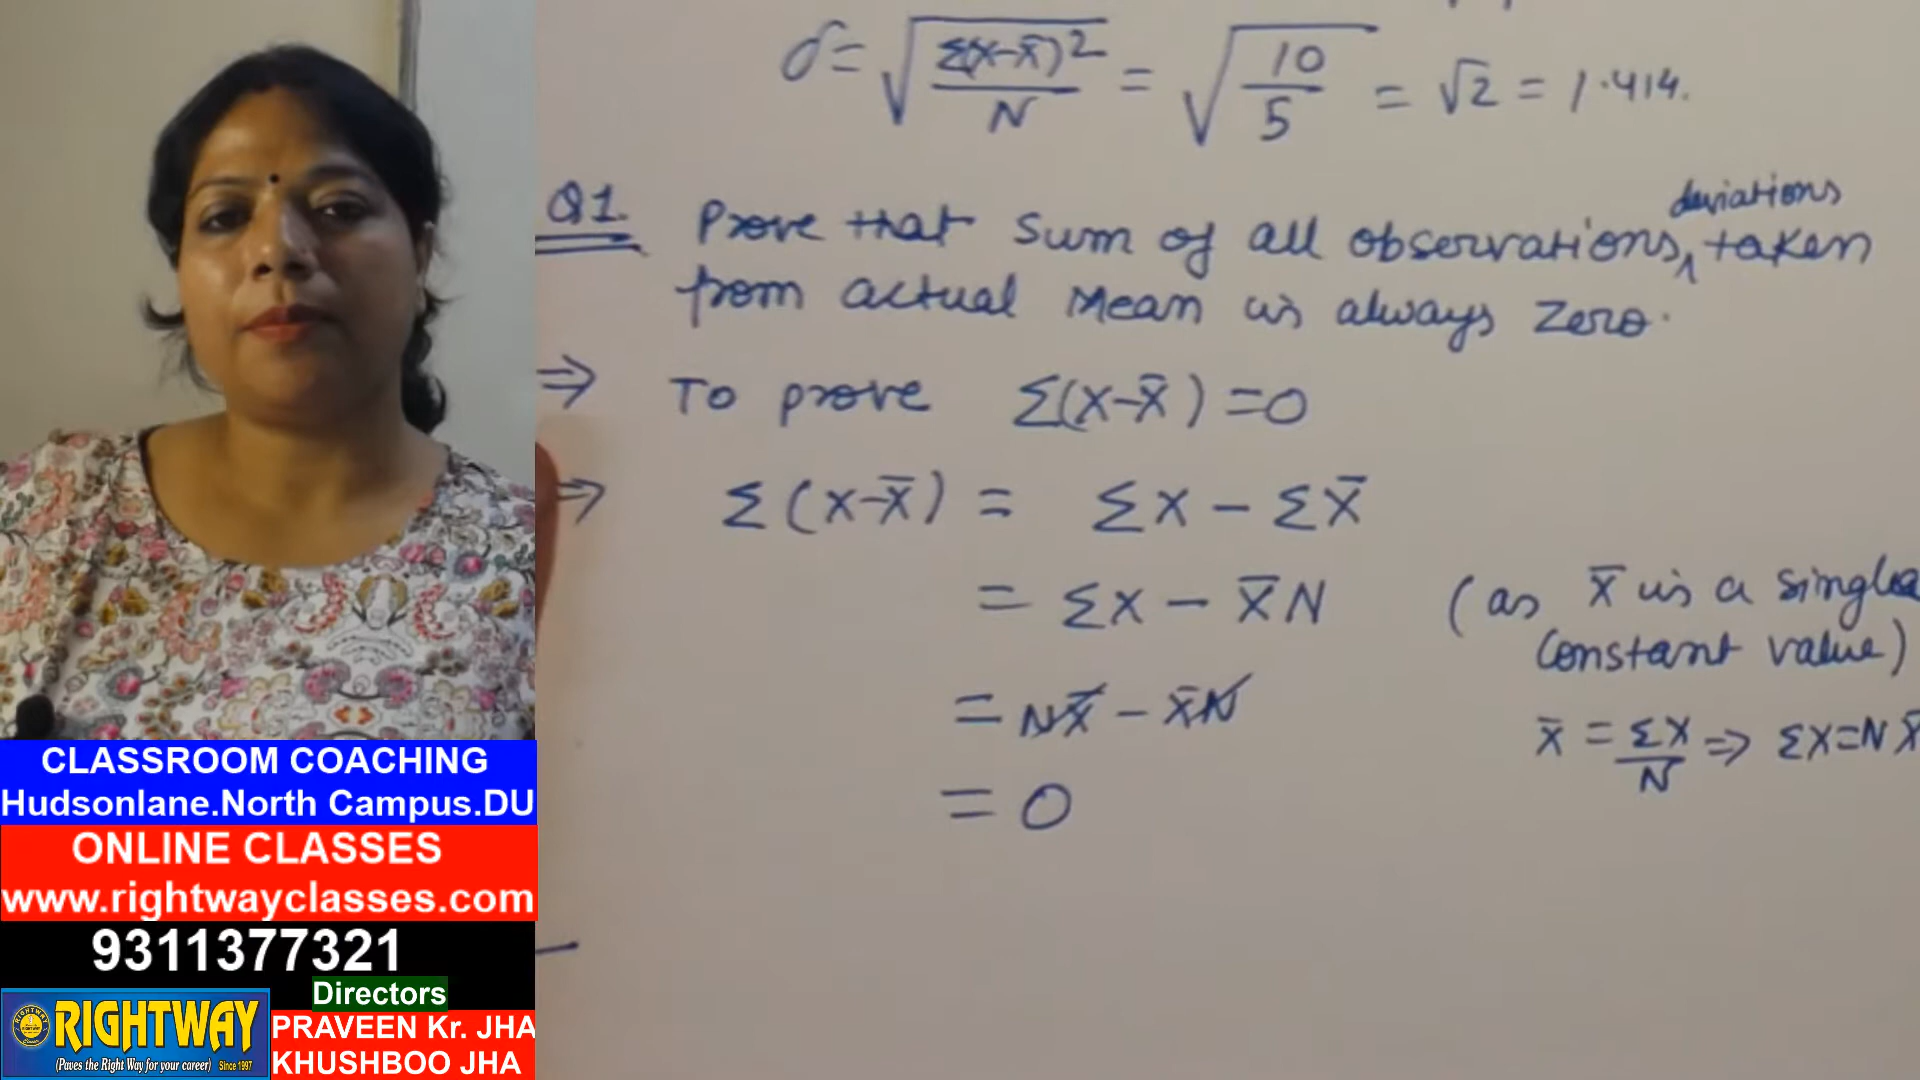 σ = √Σ(x-x̄)²/N = √10/5 = √2 = 1.414.
Q1. Prove that Sum of all observations, deviations taken
from actual Mean is always zero.
⇒ To prove Σ(x-x̄) = 0
⇒ Σ(x-x̄) = Σx - Σx̄
= Σx - x̄N (as x̄ is a single
constant value)
= Nx̄ - x̄N x̄ = Σx/N ⇒ Σx = Nx̄
= 0
CLASSROOM COACHING
Hudsonlane.North Campus.DU
ONLINE CLASSES
www.rightwayclasses.com
9311377321
Directors
RIGHTWAY PRAVEEN Kr. JHA
(Paves the Right Way for your career) Since 1997 KHUSHBOO JHA